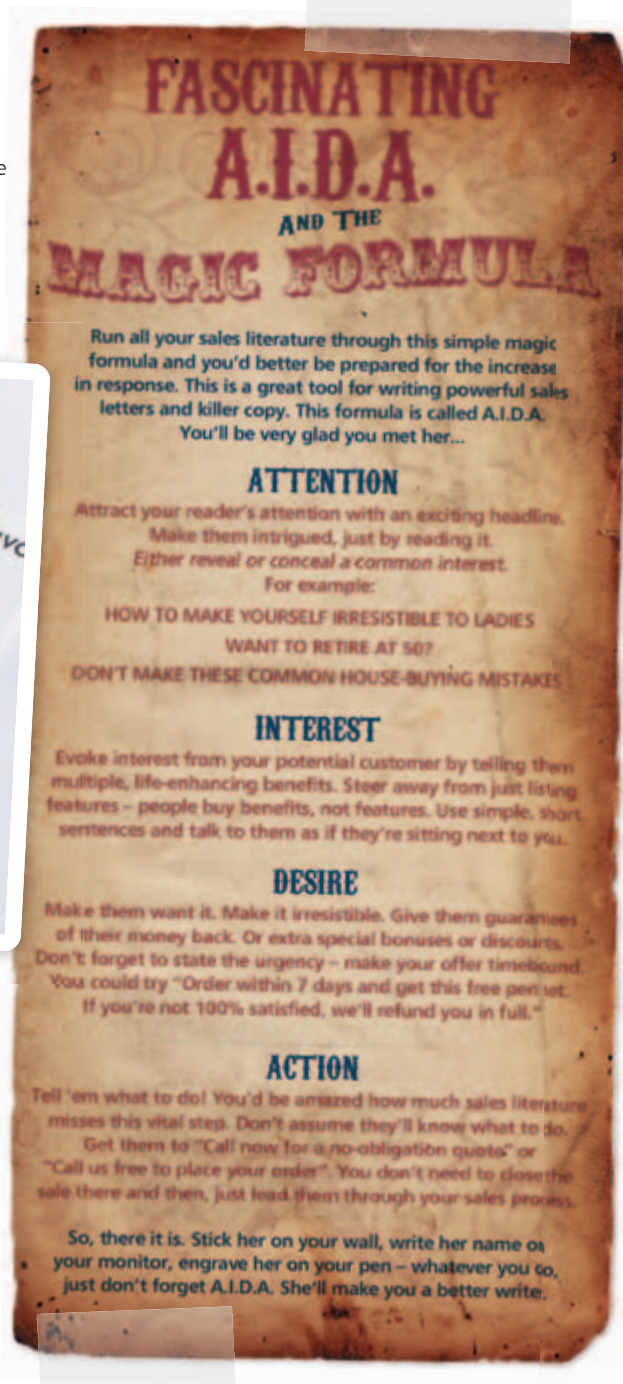 FASCINATING
A.I.D.A.
AND THE
MAGIC FORMULA
Run all your sales literature through this simple magic
formula and you'd better be prepared for the increase
in response. This is a great tool for writing powerful sales
letters and killer copy. This formula is called A.I.D.A.
You'll be very glad you met her...
ATTENTION
Attract your reader's attention with an exciting headline.
Make them intrigued, just by reading it.
Either reveal or conceal a common interest.
For example:
HOW TO MAKE YOURSELF IRRESISTIBLE TO LADIES
WANT TO RETIRE AT 50?
DON'T MAKE THESE COMMON HOUSE-BUYING MISTAKES
INTEREST
Evoke interest from your potential customer by telling them
multiple, life-enhancing benefits. Steer away from just listing
features – people buy benefits, not features. Use simple, short
sentences and talk to them as if they're sitting next to you.
DESIRE
Make them want it. Make it irresistible. Give them guarantees
of their money back. Or extra special bonuses or discounts.
Don't forget to state the urgency – make your offer timebound.
You could try "Order within 7 days and get this free pen set.
If you're not 100% satisfied, we'll refund you in full."
ACTION
Tell 'em what to do! You'd be amazed how much sales literature
misses this vital step. Don't assume they'll know what to do.
Get them to "Call now for a no-obligation quote" or
"Call us free to place your order". You don't need to close the
sale there and then, just lead them through your sales process.
So, there it is. Stick her on your wall, write her name on
your monitor, engrave her on your pen – whatever you do,
just don't forget A.I.D.A. She'll make you a better writer.